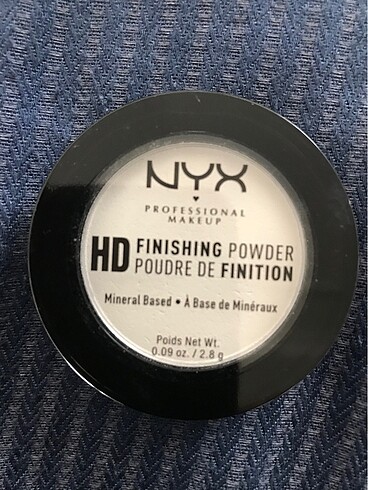 NYX
PROFESSIONAL
MAKEUP
HD FINISHING POWDER
POUDRE DE FINITION
Mineral Based • À Base de Minéraux
Poids Net Wt.
0.09 oz. / 2.8 g